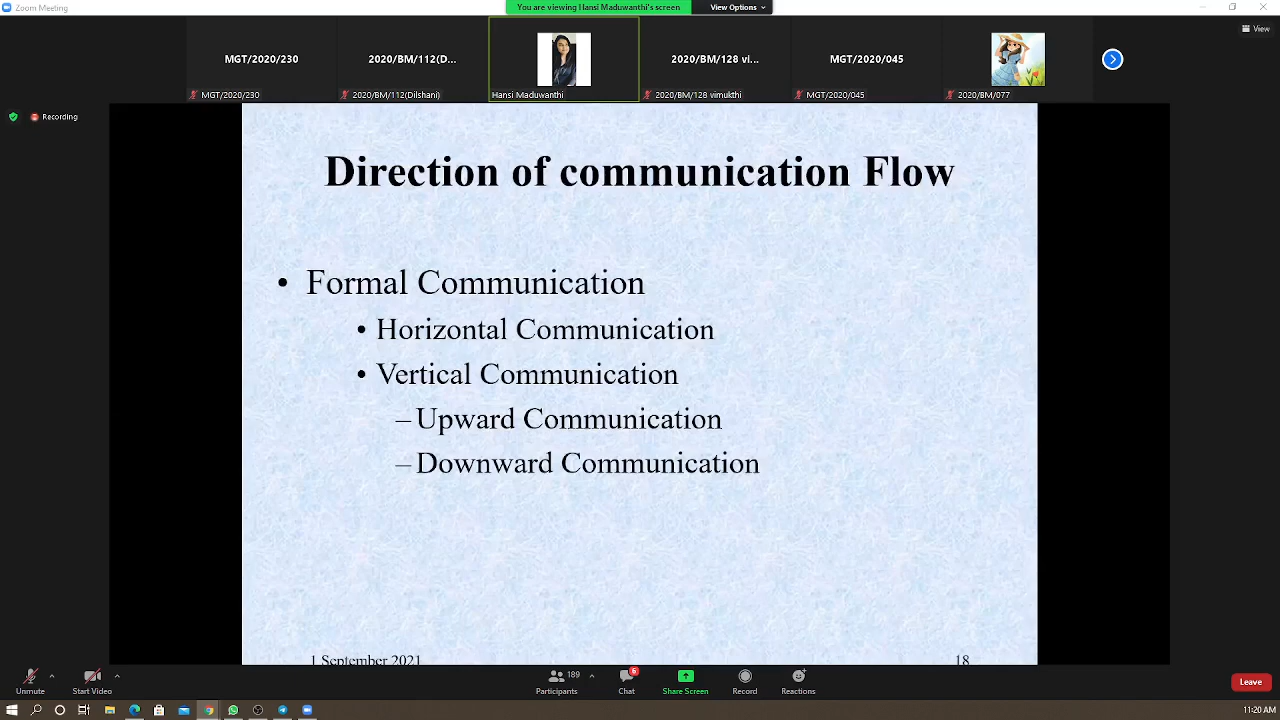 Zoom Meeting
You are viewing Hansi Maduwanthi's screen
View Options
View
MGT/2020/230
2020/BM/112(D...
2020/BM/128 vi...
MGT/2020/045
MGT/2020/230
2020/BM/112(Dilshani)
Hansi Maduwanthi
2020/BM/128 vimukthi
MGT/2020/045
2020/BM/077
Recording
Direction of communication Flow
• Formal Communication
• Horizontal Communication
• Vertical Communication
– Upward Communication
– Downward Communication
1 September 2021
18
Unmute
Start Video
189
Participants
6
Chat
Share Screen
Record
Reactions
Leave
11:20 AM